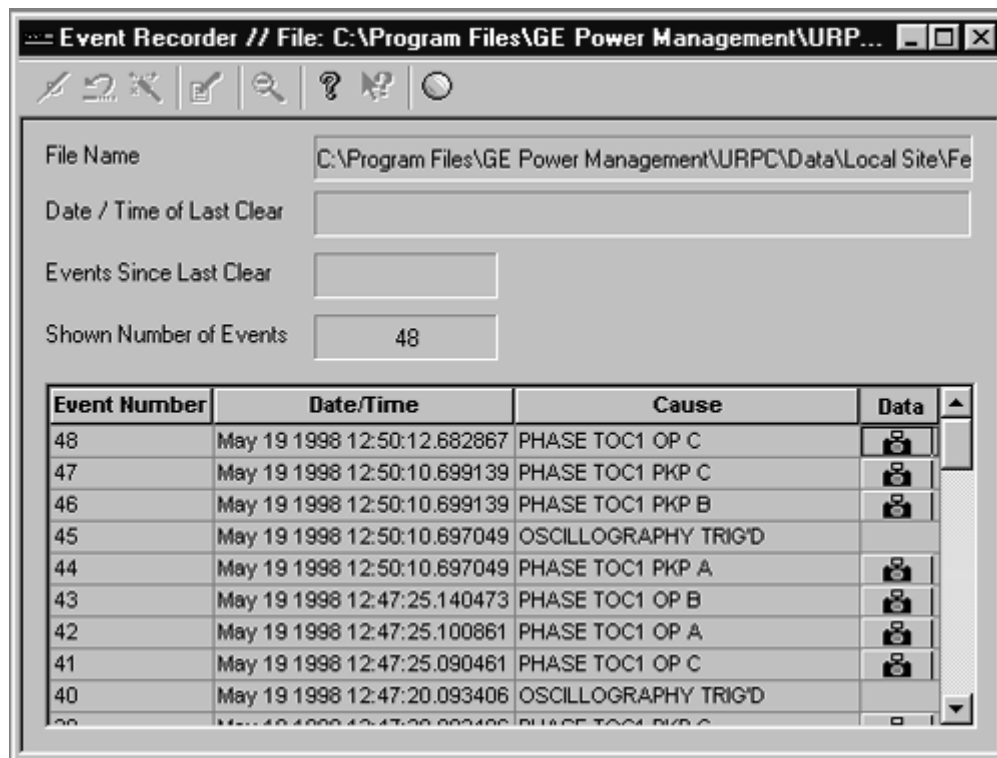 Event Recorder // File: C:\Program Files\GE Power Management\URP...
File Name
C:\Program Files\GE Power Management\URPC\Data\Local Site\Fe
Date / Time of Last Clear
Events Since Last Clear
Shown Number of Events
48
Event Number Date/Time Cause Data
48 May 19 1998 12:50:12.682867 PHASE TOC1 OP C
47 May 19 1998 12:50:10.699139 PHASE TOC1 PKP C
46 May 19 1998 12:50:10.699139 PHASE TOC1 PKP B
45 May 19 1998 12:50:10.697049 OSCILLOGRAPHY TRIG'D
44 May 19 1998 12:50:10.697049 PHASE TOC1 PKP A
43 May 19 1998 12:47:25.140473 PHASE TOC1 OP B
42 May 19 1998 12:47:25.100861 PHASE TOC1 OP A
41 May 19 1998 12:47:25.090461 PHASE TOC1 OP C
40 May 19 1998 12:47:20.093406 OSCILLOGRAPHY TRIG'D